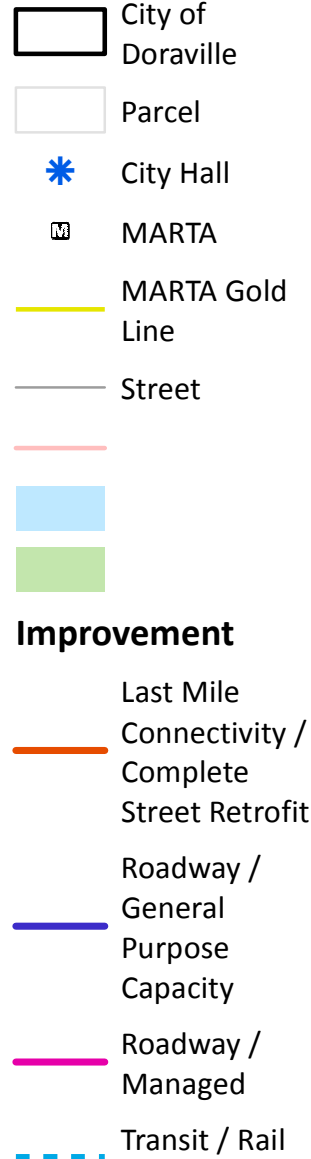 City of
Doraville
Parcel
City Hall
M
MARTA
MARTA Gold
Line
Street
Improvement
Last Mile
Connectivity /
Complete
Street Retrofit
Roadway /
General
Purpose
Capacity
Roadway /
Managed
Transit / Rail